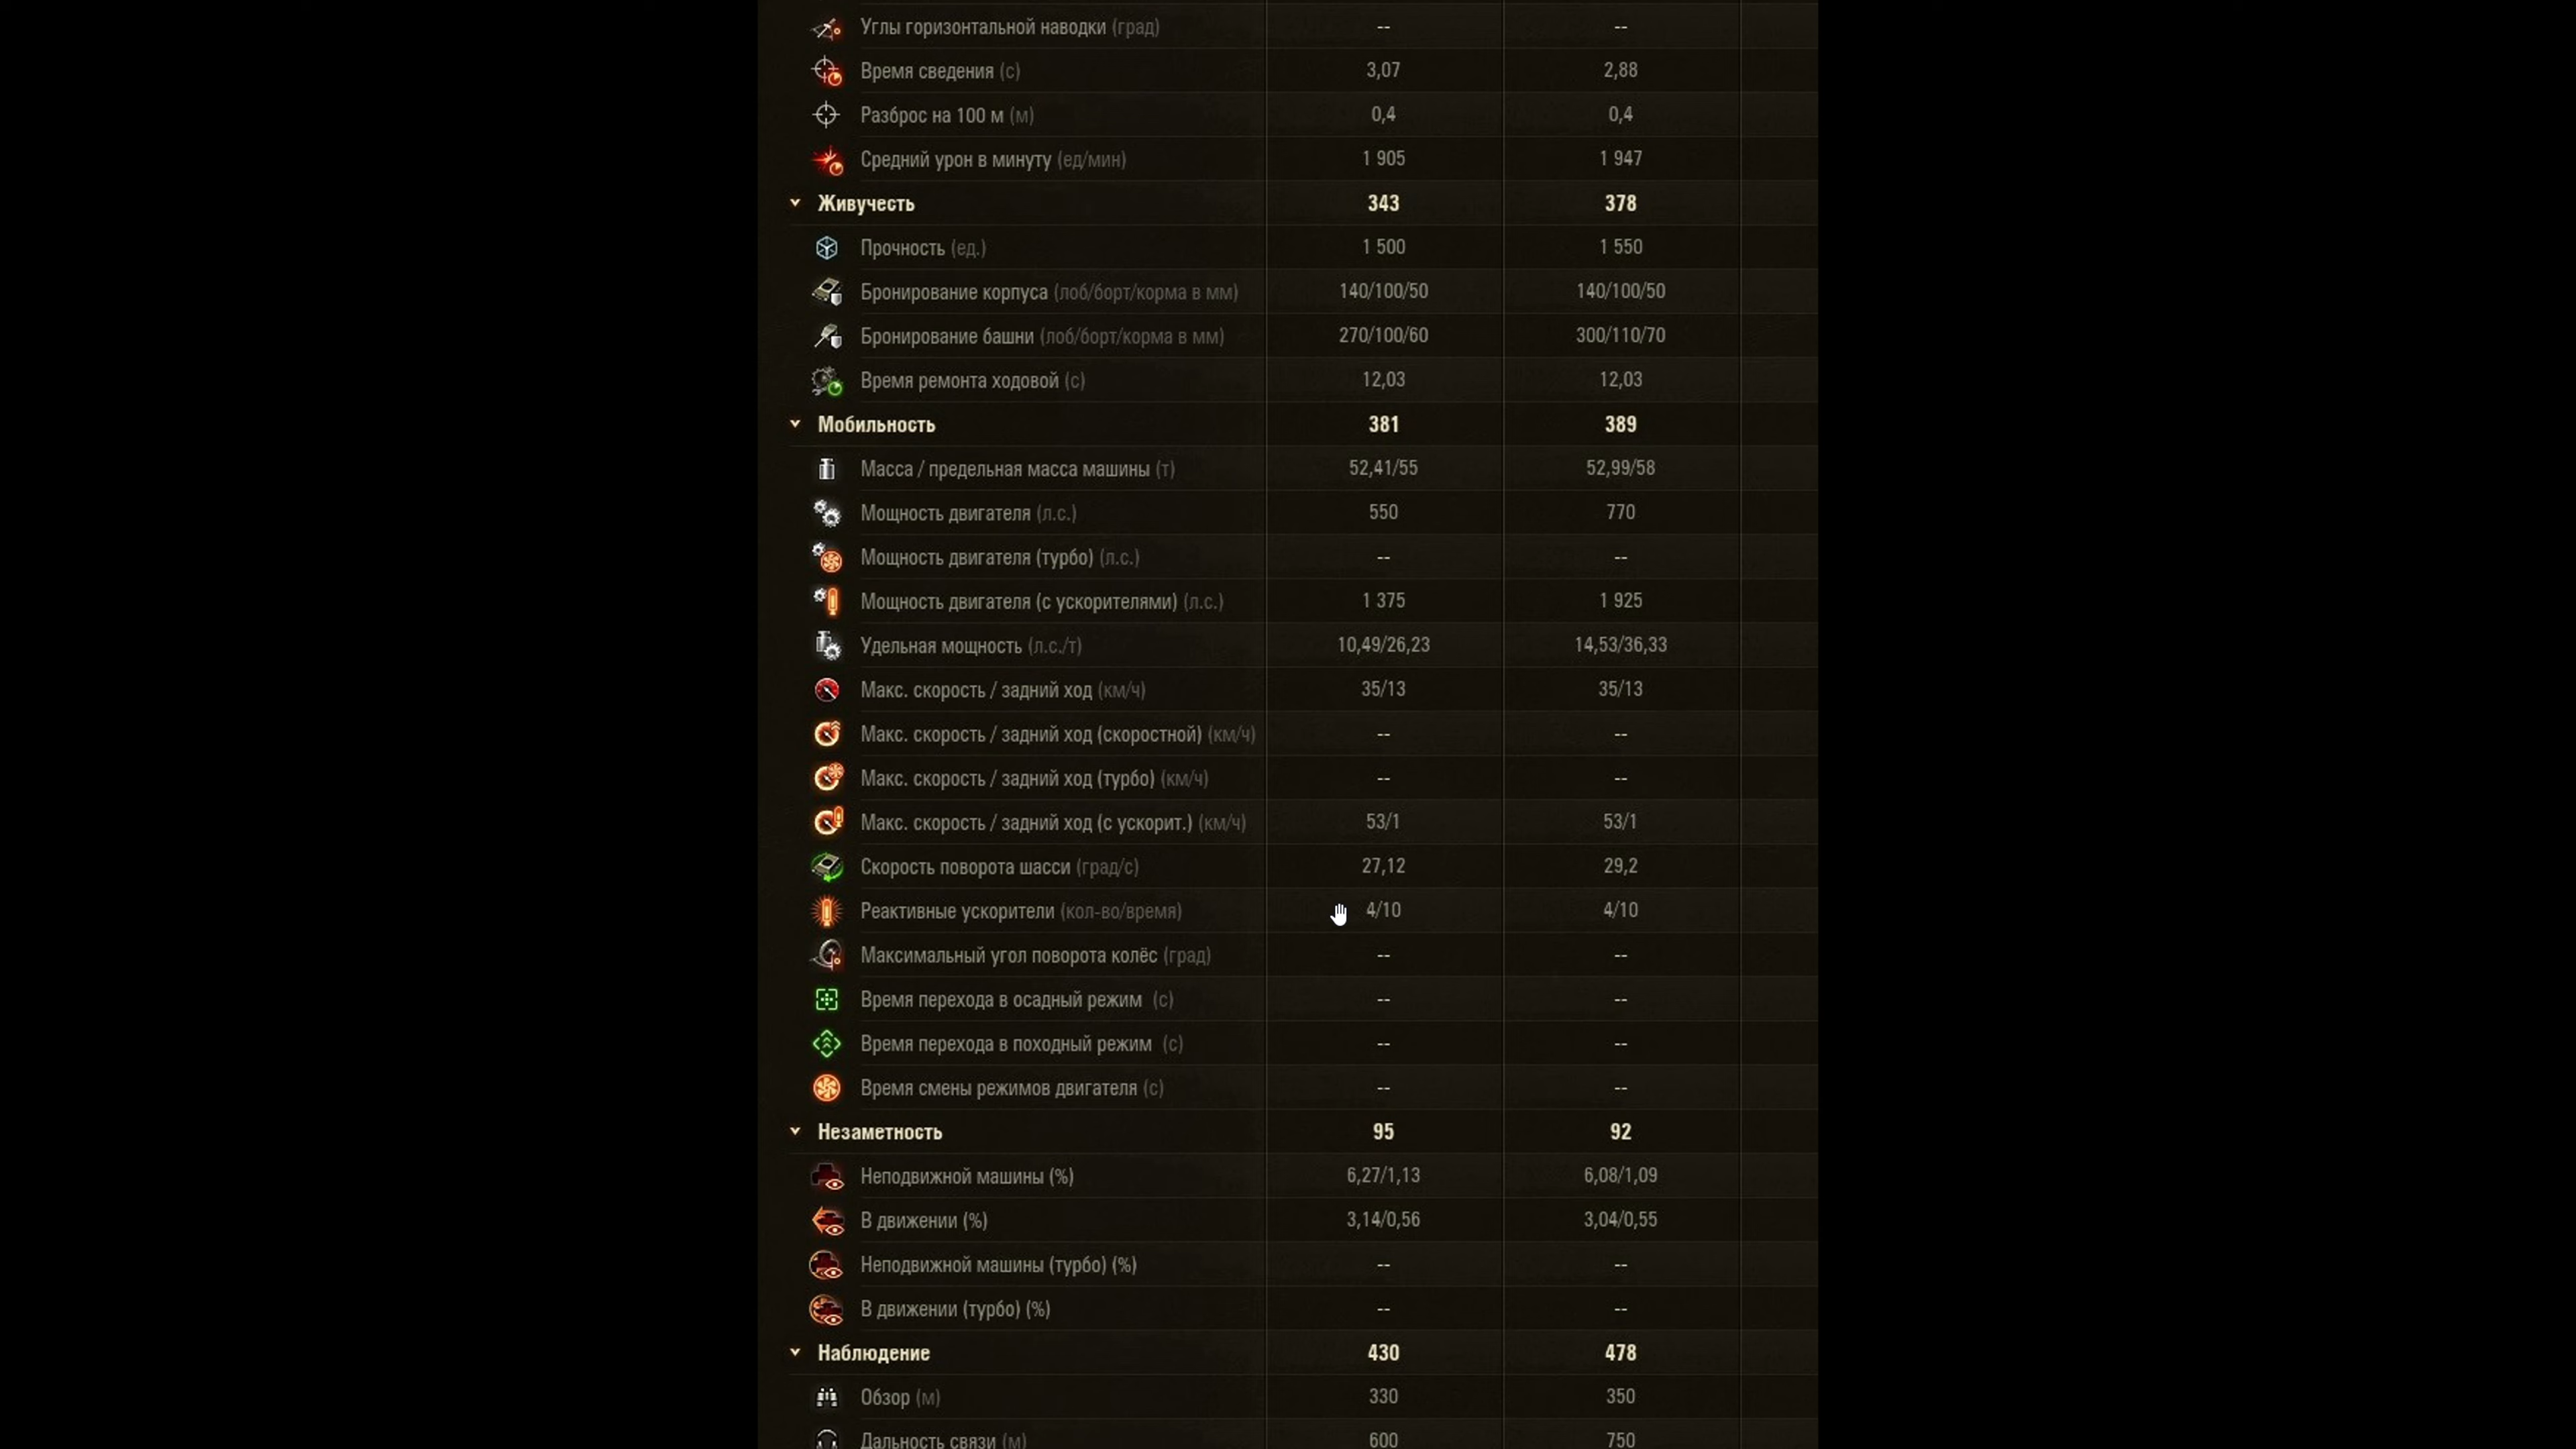 Углы горизонтальной наводки (град) -- --
Время сведения (с) 3,07 2,88
Разброс на 100 м (м) 0,4 0,4
Средний урон в минуту (ед/мин) 1 905 1 947
Живучесть 343 378
Прочность (ед.) 1 500 1 550
Бронирование корпуса (лоб/борт/корма в мм) 140/100/50 140/100/50
Бронирование башни (лоб/борт/корма в мм) 270/100/60 300/110/70
Время ремонта ходовой (с) 12,03 12,03
Мобильность 381 389
Масса / предельная масса машины (т) 52,41/55 52,99/58
Мощность двигателя (л.с.) 550 770
Мощность двигателя (турбо) (л.с.) -- --
Мощность двигателя (с ускорителями) (л.с.) 1 375 1 925
Удельная мощность (л.с./т) 10,49/26,23 14,53/36,33
Макс. скорость / задний ход (км/ч) 35/13 35/13
Макс. скорость / задний ход (скоростной) (км/ч) -- --
Макс. скорость / задний ход (турбо) (км/ч) -- --
Макс. скорость / задний ход (с ускорит.) (км/ч) 53/1 53/1
Скорость поворота шасси (град/с) 27,12 29,2
Реактивные ускорители (кол-во/время) 4/10 4/10
Максимальный угол поворота колёс (град) -- --
Время перехода в осадный режим (с) -- --
Время перехода в походный режим (с) -- --
Время смены режимов двигателя (с) -- --
Незаметность 95 92
Неподвижной машины (%) 6,27/1,13 6,08/1,09
В движении (%) 3,14/0,56 3,04/0,55
Неподвижной машины (турбо) (%) -- --
В движении (турбо) (%) -- --
Наблюдение 430 478
Обзор (м) 330 350
Дальность связи (м) 600 750